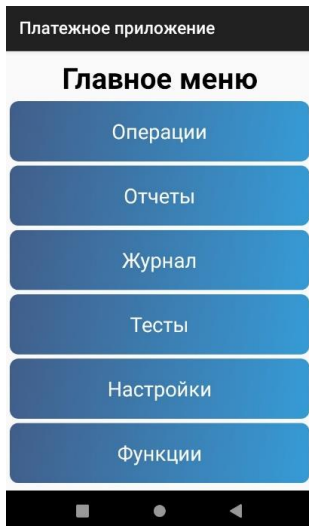 Платежное приложение
Главное меню
Операции
Отчеты
Журнал
Тесты
Настройки
Функции